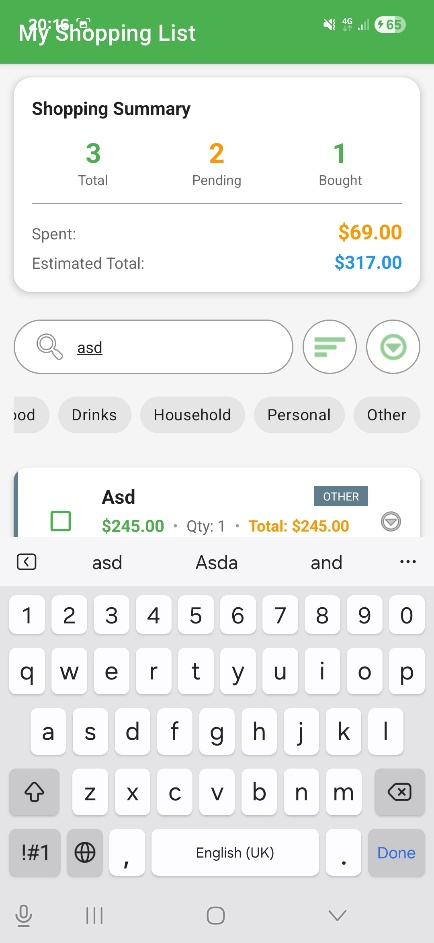 20:16 4G 65
My Shopping List
Shopping Summary
3 2 1
Total Pending Bought
Spent: $69.00
Estimated Total: $317.00
asd
ood Drinks Household Personal Other
Asd OTHER
$245.00 • Qty: 1 • Total: $245.00
asd Asda and ...
1 2 3 4 5 6 7 8 9 0
q w e r t y u i o p
a s d f g h j k l
z x c v b n m
!#1 , English (UK) . Done